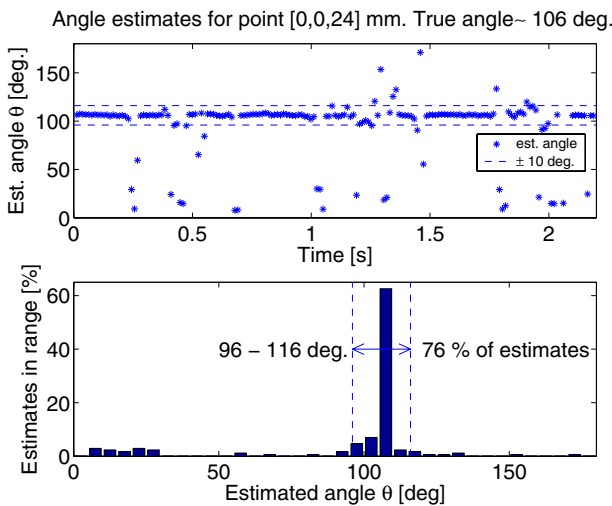 Angle estimates for point [0,0,24] mm. True angle~ 106 deg.
Est. angle θ [deg.]
150
100
50
0
est. angle
± 10 deg.
0 0.5 1 1.5 2
Time [s]
Estimates in range [%]
60
40
20
0
96 − 116 deg. 76 % of estimates
0 50 100 150
Estimated angle θ [deg]